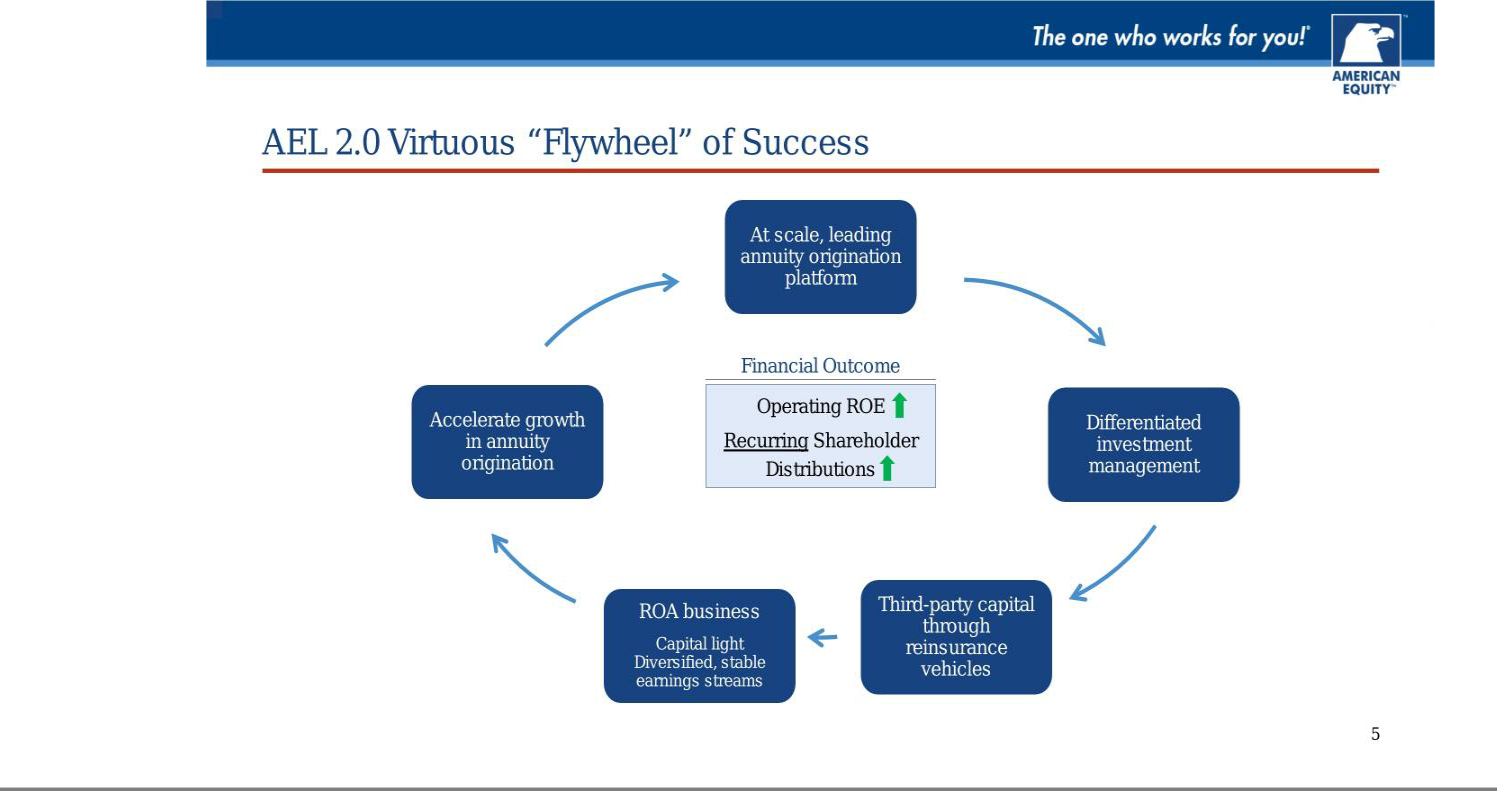 The one who works for you!®
AMERICAN
EQUITY™
AEL 2.0 Virtuous “Flywheel” of Success
At scale, leading
annuity origination
platform
Financial Outcome
Operating ROE
Recurring Shareholder
Distributions
Accelerate growth
in annuity
origination
Differentiated
investment
management
ROA business
Capital light
Diversified, stable
earnings streams
Third-party capital
through
reinsurance
vehicles
5